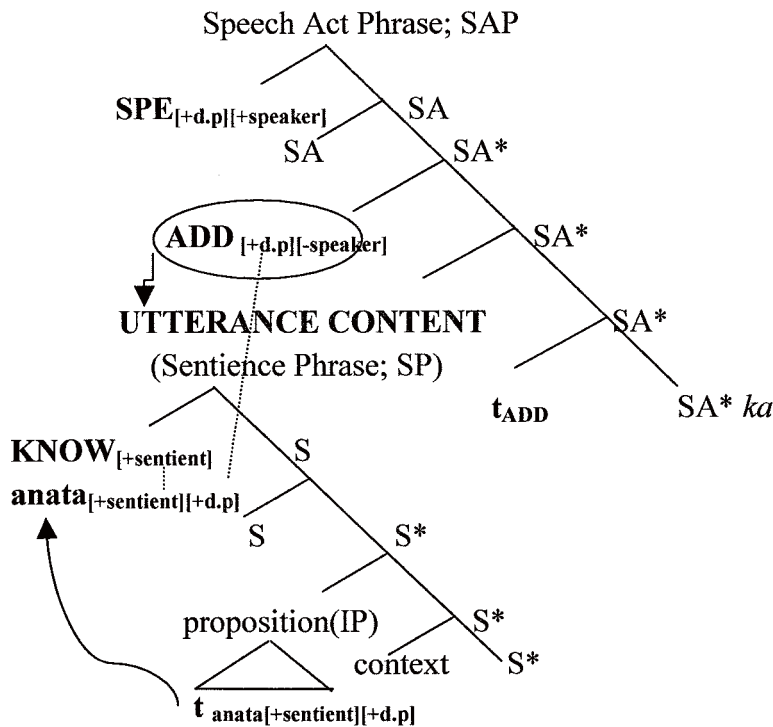 Speech Act Phrase; SAP
SPE[+d.p][+speaker] SA
SA SA*
ADD [+d.p][-speaker] SA*
UTTERANCE CONTENT SA*
(Sentience Phrase; SP)
tADD SA* ka
KNOW[+sentient] S
anata[+sentient][+d.p]
S S*
proposition(IP) S*
context S*
t anata[+sentient][+d.p]